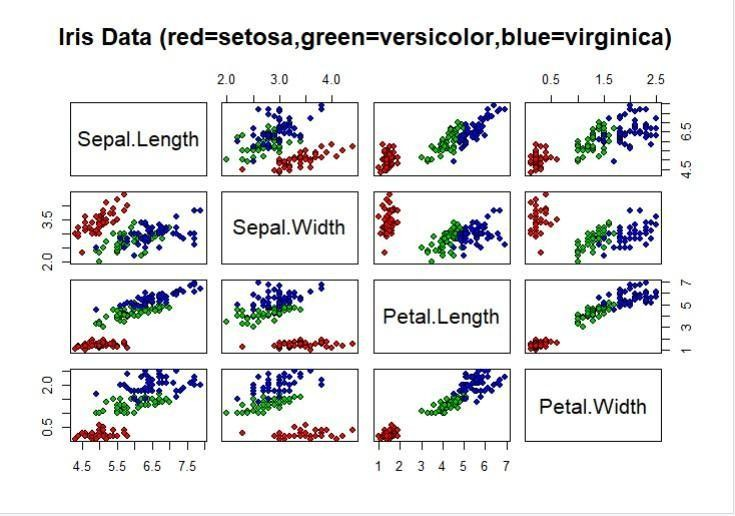 Iris Data (red=setosa,green=versicolor,blue=virginica)
2.0 3.0 4.0 0.5 1.5 2.5
Sepal.Length
4.5 6.5
2.0 3.5
Sepal.Width
Petal.Length
1 3 5 7
0.5 2.0
Petal.Width
4.5 5.5 6.5 7.5 1 2 3 4 5 6 7